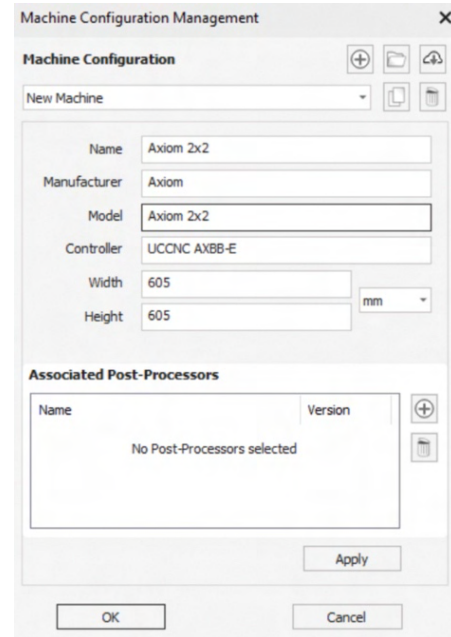 Machine Configuration Management
Machine Configuration
New Machine
Name Axiom 2x2
Manufacturer Axiom
Model Axiom 2x2
Controller UCCNC AXBB-E
Width 605
mm
Height 605
Associated Post-Processors
Name Version
No Post-Processors selected
Apply
OK Cancel